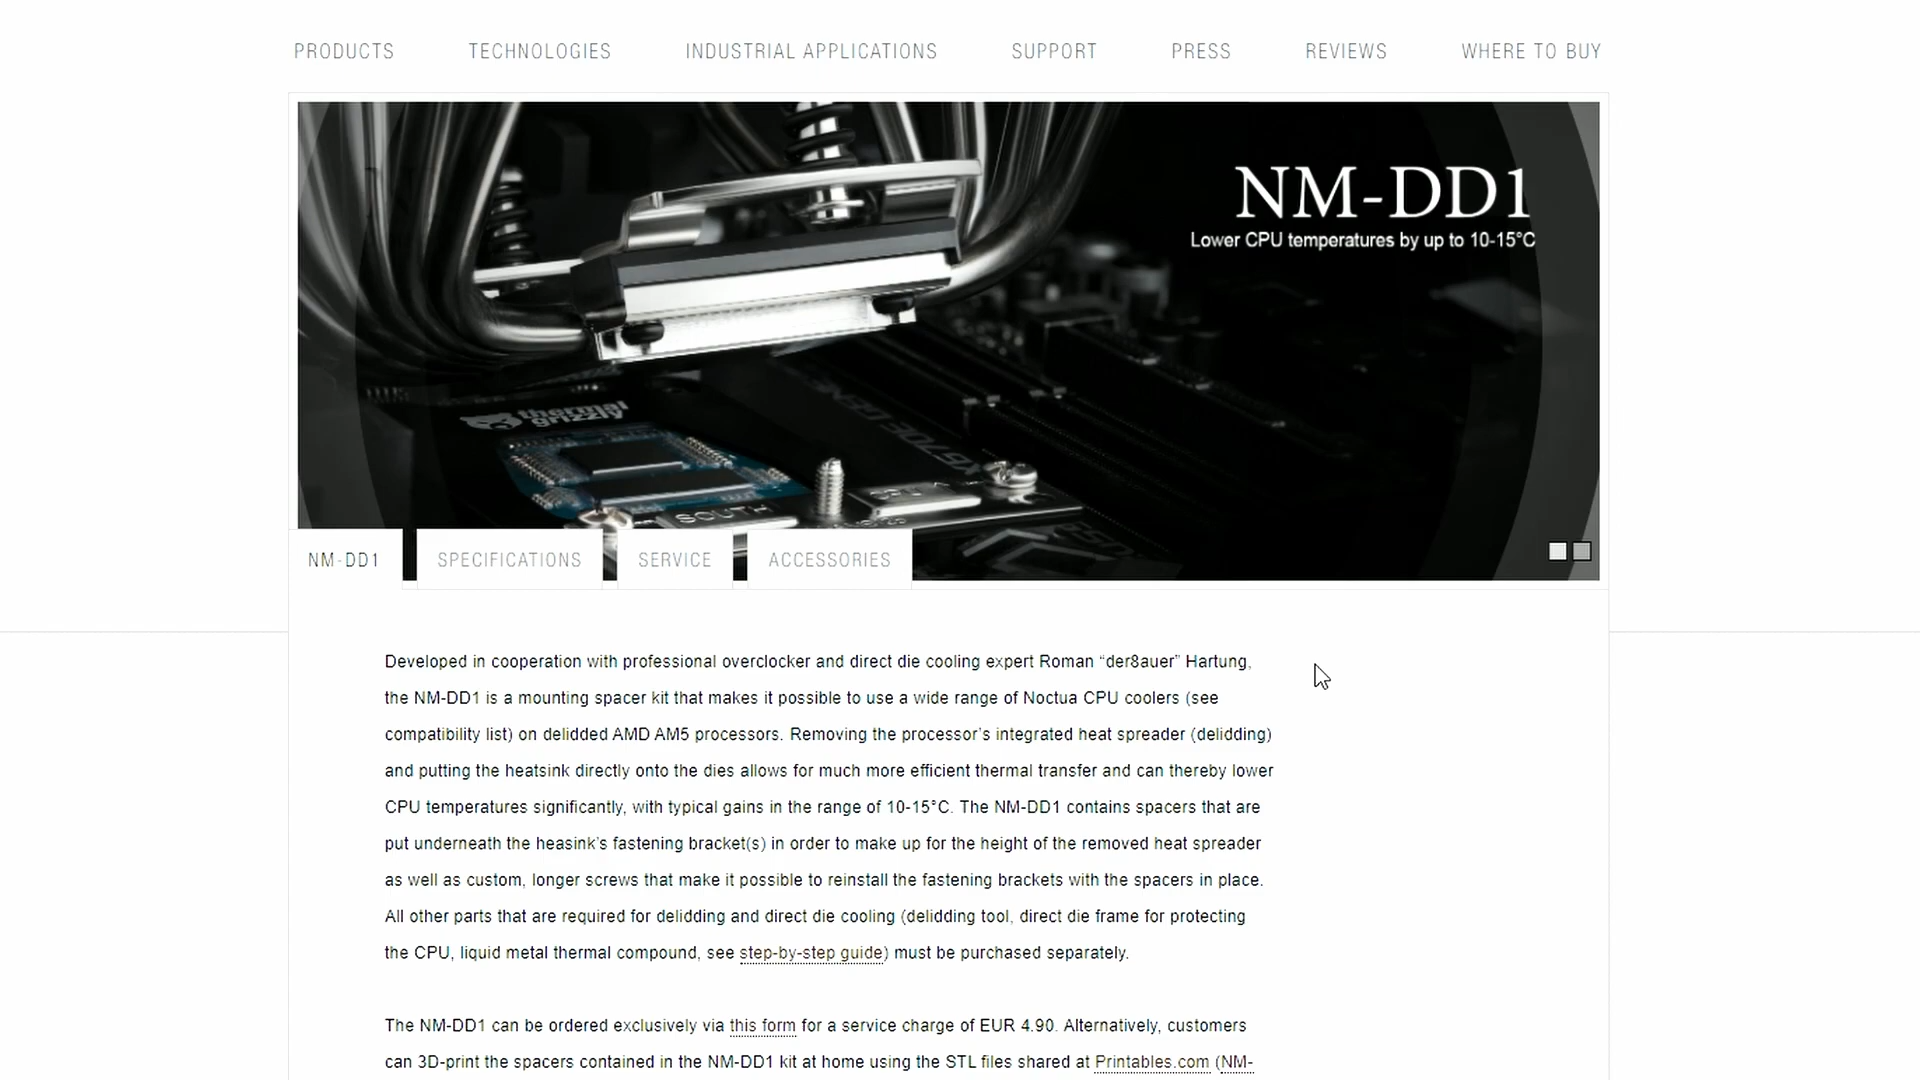 PRODUCTS TECHNOLOGIES INDUSTRIAL APPLICATIONS SUPPORT PRESS REVIEWS WHERE TO BUY
NM-DD1
Lower CPU temperatures by up to 10-15°C
thermal
grizzly
X670E GENE
SOUTH
NM-DD1 SPECIFICATIONS SERVICE ACCESSORIES
Developed in cooperation with professional overclocker and direct die cooling expert Roman “der8auer” Hartung,
the NM-DD1 is a mounting spacer kit that makes it possible to use a wide range of Noctua CPU coolers (see
compatibility list) on delidded AMD AM5 processors. Removing the processor’s integrated heat spreader (delidding)
and putting the heatsink directly onto the dies allows for much more efficient thermal transfer and can thereby lower
CPU temperatures significantly, with typical gains in the range of 10-15°C. The NM-DD1 contains spacers that are
put underneath the heasink’s fastening bracket(s) in order to make up for the height of the removed heat spreader
as well as custom, longer screws that make it possible to reinstall the fastening brackets with the spacers in place.
All other parts that are required for delidding and direct die cooling (delidding tool, direct die frame for protecting
the CPU, liquid metal thermal compound, see step-by-step guide) must be purchased separately.
The NM-DD1 can be ordered exclusively via this form for a service charge of EUR 4.90. Alternatively, customers
can 3D-print the spacers contained in the NM-DD1 kit at home using the STL files shared at Printables.com (NM-